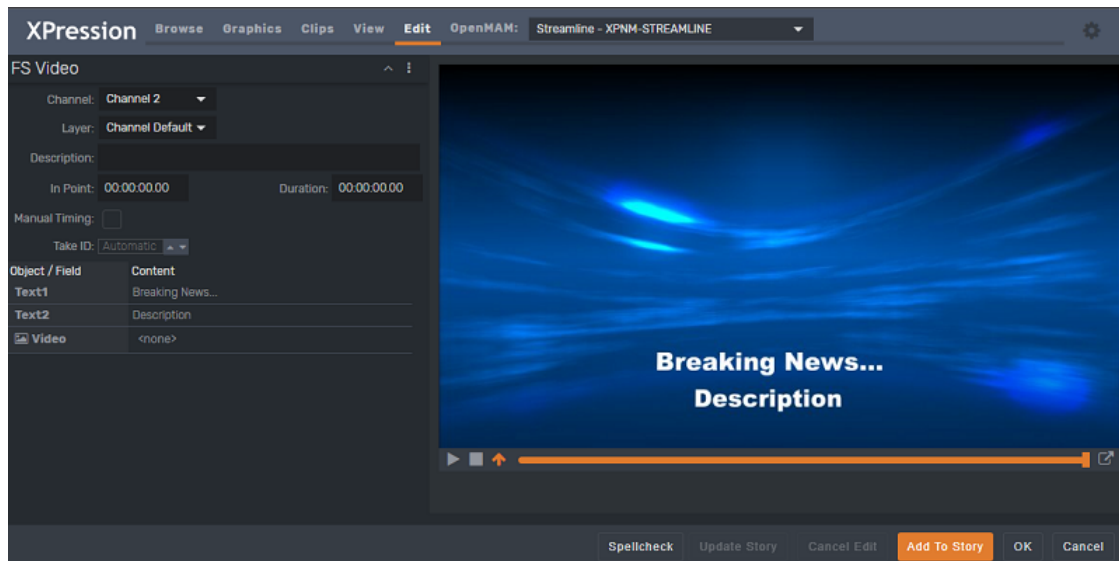 XPression Browse Graphics Clips View Edit OpenMAM: Streamline - XPNM-STREAMLINE
FS Video
Channel: Channel 2
Layer: Channel Default
Description:
In Point: 00:00:00.00 Duration: 00:00:00.00
Manual Timing:
Take ID: Automatic
Object / Field Content
Text1 Breaking News...
Text2 Description
Video <none>
Breaking News...
Description
Spellcheck Update Story Cancel Edit Add To Story OK Cancel